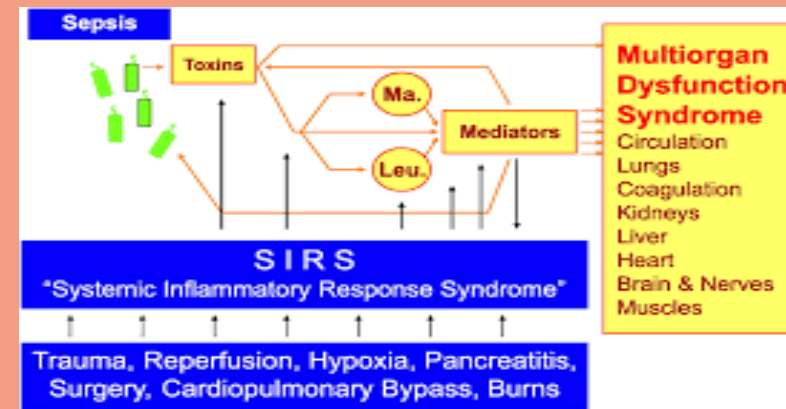 Sepsis
Toxins
Ma.
Leu.
Mediators
Multiorgan
Dysfunction
Syndrome
Circulation
Lungs
Coagulation
Kidneys
Liver
Heart
Brain & Nerves
Muscles
S I R S
"Systemic Inflammatory Response Syndrome"
Trauma, Reperfusion, Hypoxia, Pancreatitis,
Surgery, Cardiopulmonary Bypass, Burns